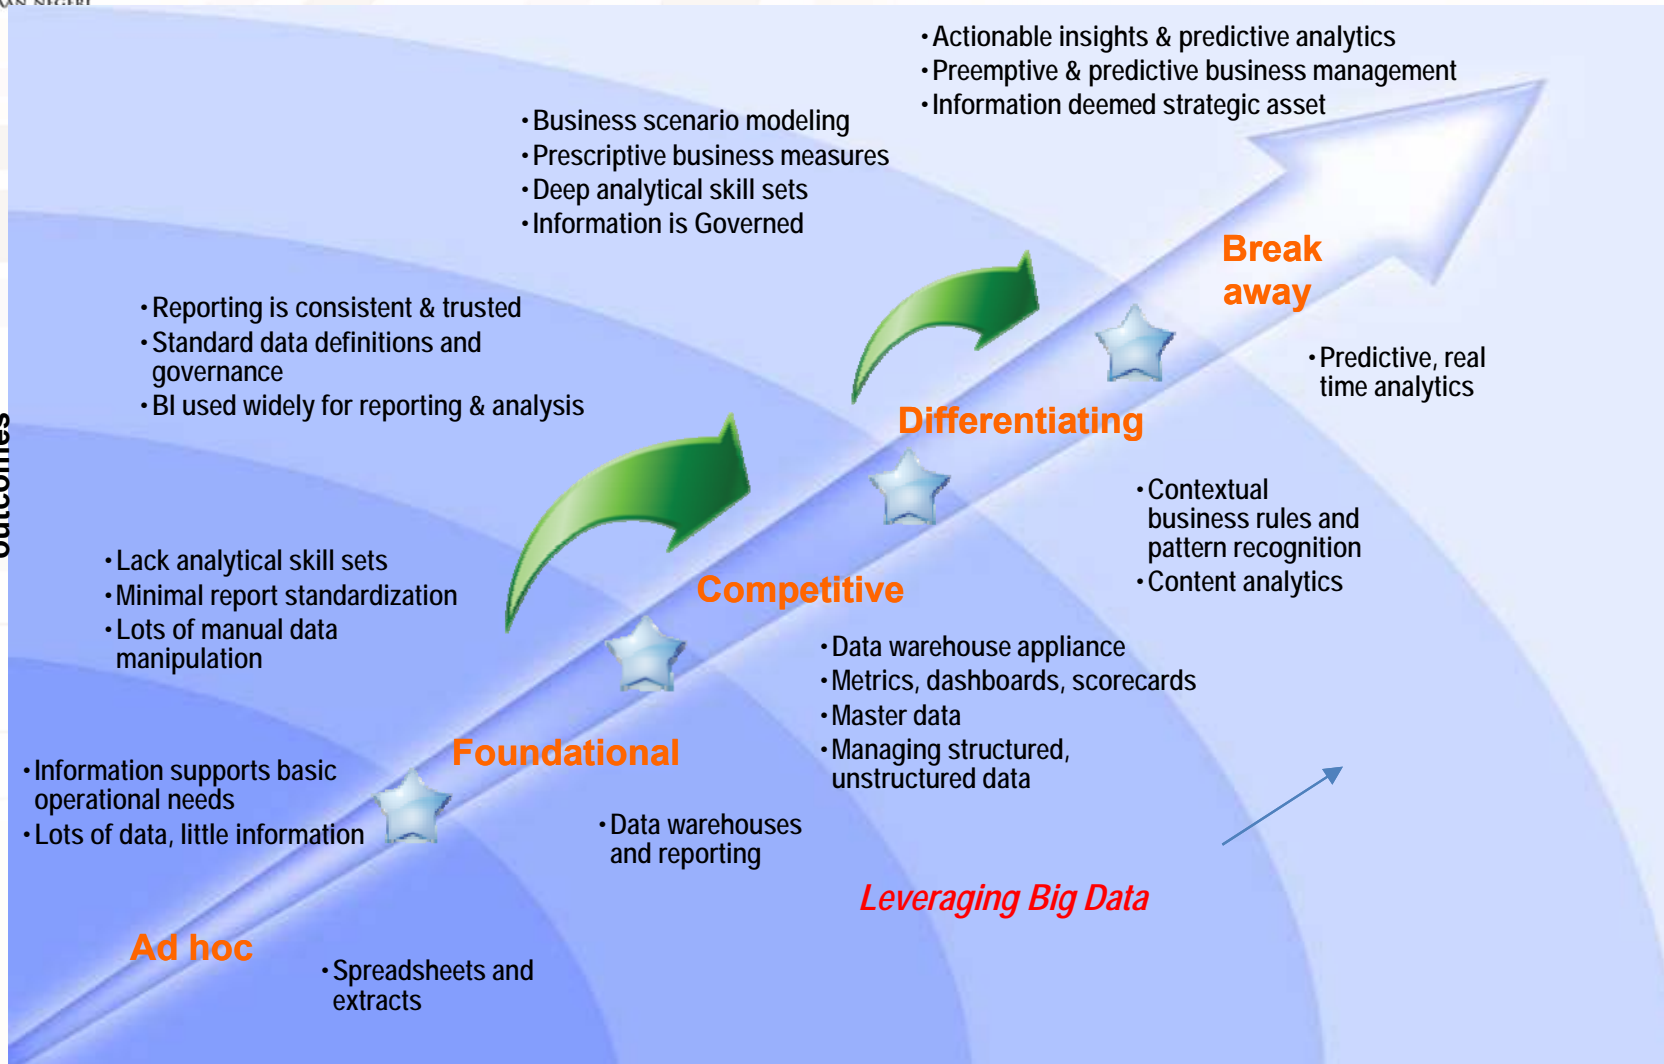 • Actionable insights & predictive analytics
• Preemptive & predictive business management
• Information deemed strategic asset
• Business scenario modeling
• Prescriptive business measures
• Deep analytical skill sets
• Information is Governed
Break
away
• Reporting is consistent & trusted
• Standard data definitions and
governance
• BI used widely for reporting & analysis
• Predictive, real
time analytics
Differentiating
• Contextual
business rules and
pattern recognition
• Content analytics
• Lack analytical skill sets
• Minimal report standardization
• Lots of manual data
manipulation
Competitive
• Data warehouse appliance
• Metrics, dashboards, scorecards
• Master data
• Managing structured,
unstructured data
Foundational
• Information supports basic
operational needs
• Lots of data, little information
• Data warehouses
and reporting
Leveraging Big Data
Ad hoc
• Spreadsheets and
extracts